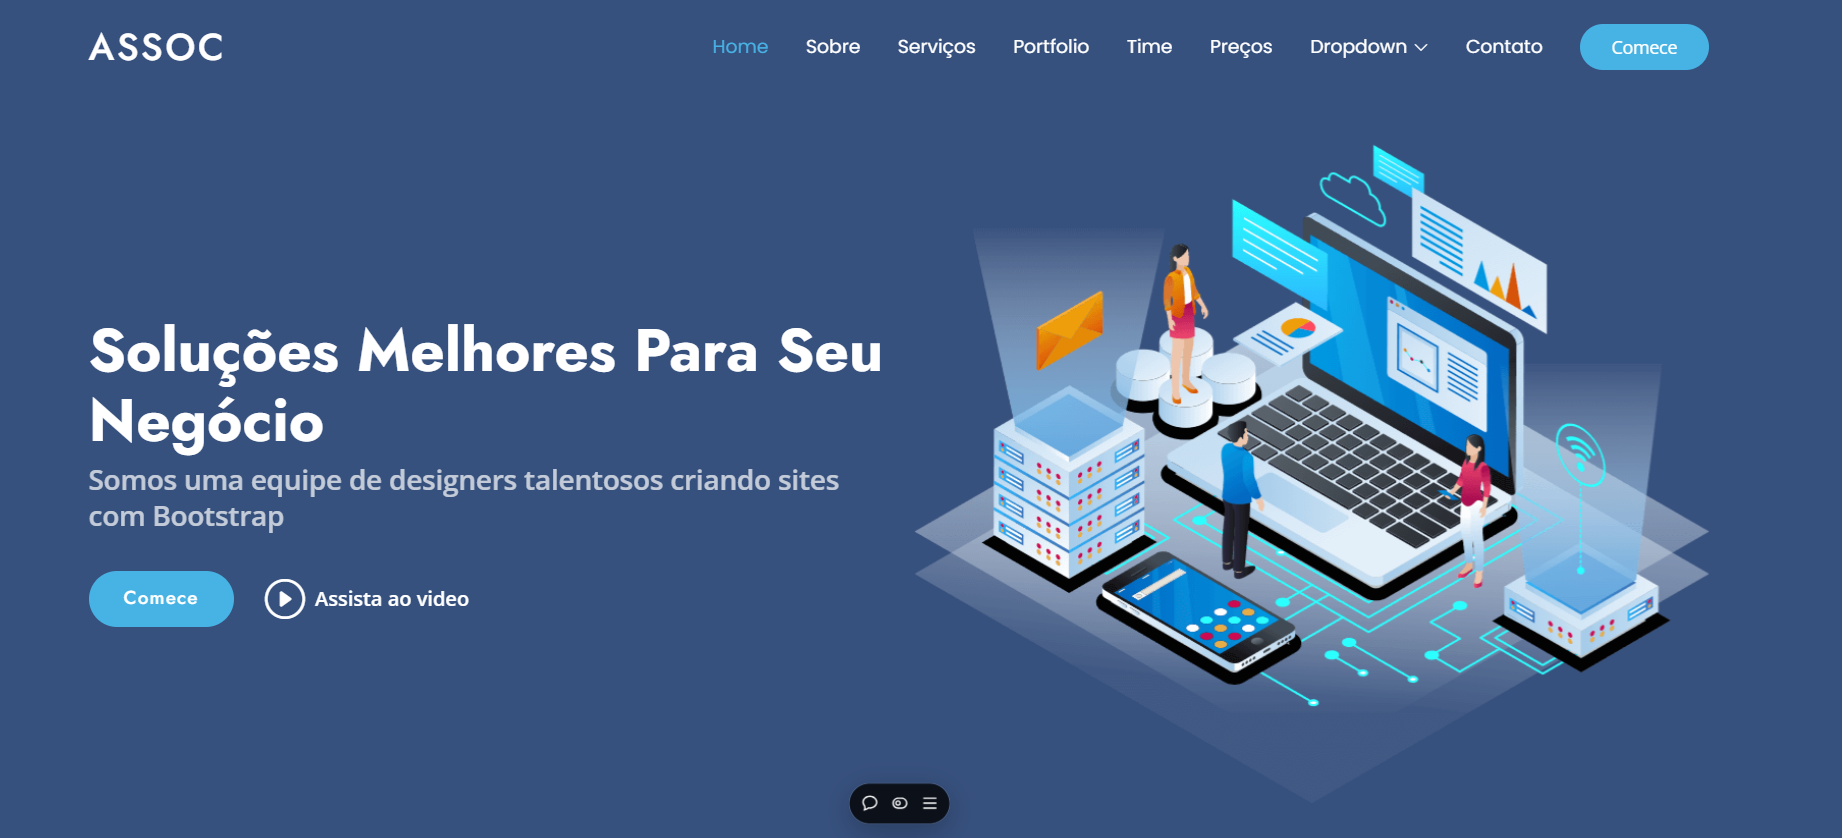 ASSOC
Home Sobre Serviços Portfolio Time Preços Dropdown Contato Comece
Soluções Melhores Para Seu
Negócio
Somos uma equipe de designers talentosos criando sites
com Bootstrap
Comece Assista ao video